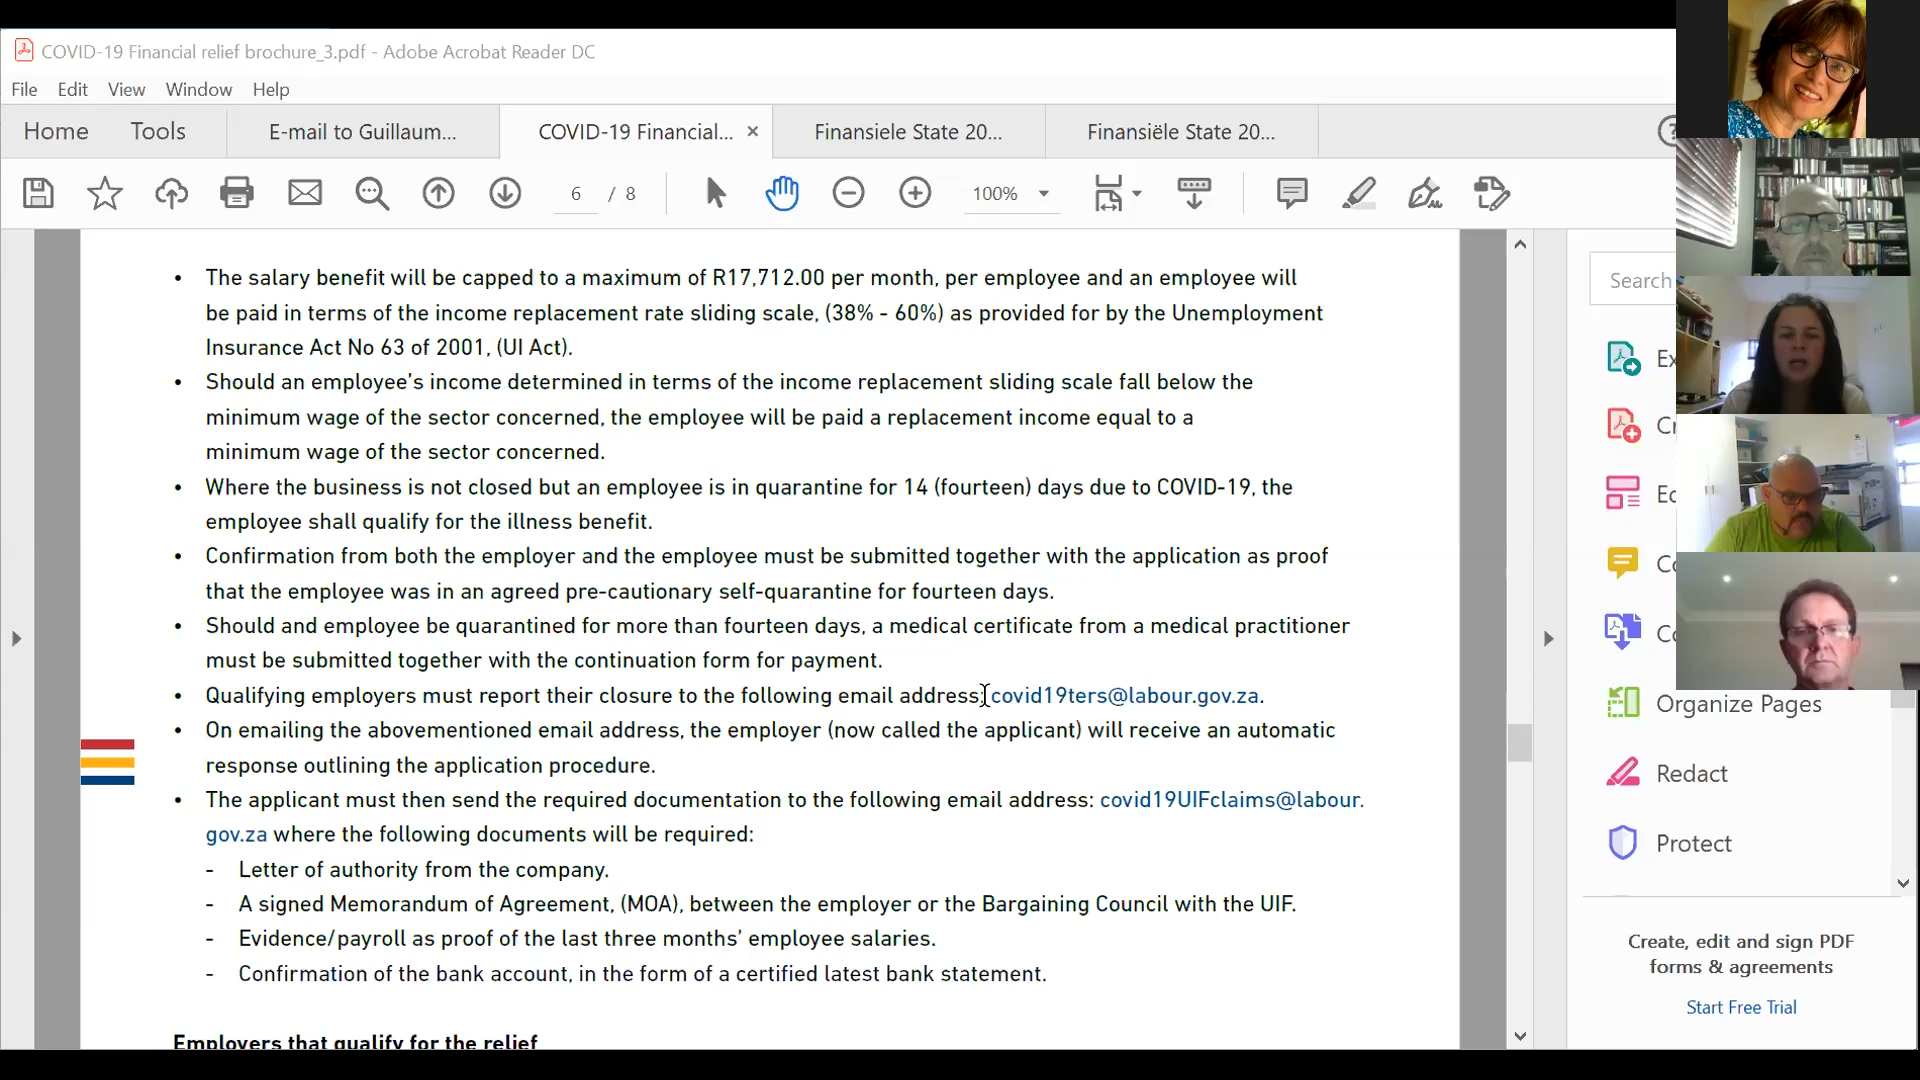 COVID-19 Financial relief brochure_3.pdf - Adobe Acrobat Reader DC
File Edit View Window Help
Home Tools E-mail to Guillaum... COVID-19 Financial... × Finansiele State 20... Finansiële State 20...
6 / 8 100%
• The salary benefit will be capped to a maximum of R17,712.00 per month, per employee and an employee will
be paid in terms of the income replacement rate sliding scale, (38% - 60%) as provided for by the Unemployment
Insurance Act No 63 of 2001, (UI Act).
• Should an employee's income determined in terms of the income replacement sliding scale fall below the
minimum wage of the sector concerned, the employee will be paid a replacement income equal to a
minimum wage of the sector concerned.
• Where the business is not closed but an employee is in quarantine for 14 (fourteen) days due to COVID-19, the
employee shall qualify for the illness benefit.
• Confirmation from both the employer and the employee must be submitted together with the application as proof
that the employee was in an agreed pre-cautionary self-quarantine for fourteen days.
• Should and employee be quarantined for more than fourteen days, a medical certificate from a medical practitioner
must be submitted together with the continuation form for payment.
• Qualifying employers must report their closure to the following email address: covid19ters@labour.gov.za.
• On emailing the abovementioned email address, the employer (now called the applicant) will receive an automatic
response outlining the application procedure.
• The applicant must then send the required documentation to the following email address: covid19UIFclaims@labour.
gov.za where the following documents will be required:
- Letter of authority from the company.
- A signed Memorandum of Agreement, (MOA), between the employer or the Bargaining Council with the UIF.
- Evidence/payroll as proof of the last three months' employee salaries.
- Confirmation of the bank account, in the form of a certified latest bank statement.
Employers that qualify for the relief
Search
Ex
Cr
Ed
Co
Co
Organize Pages
Redact
Protect
Create, edit and sign PDF
forms & agreements
Start Free Trial